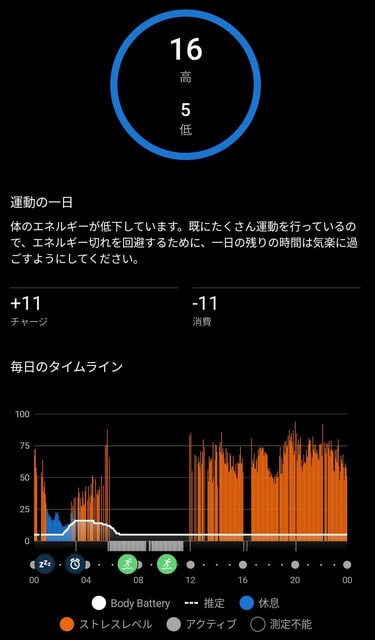 16
高
5
低
運動の一日
体のエネルギーが低下しています。既にたくさん運動を行っているの
で、エネルギー切れを回避するために、一日の残りの時間は気楽に過
ごすようにしてください。
+11 -11
チャージ 消費
毎日のタイムライン
100
75
50
25
0
zzz
00 04 08 12 16 20 00
Body Battery 推定 休息
ストレスレベル アクティブ 測定不能